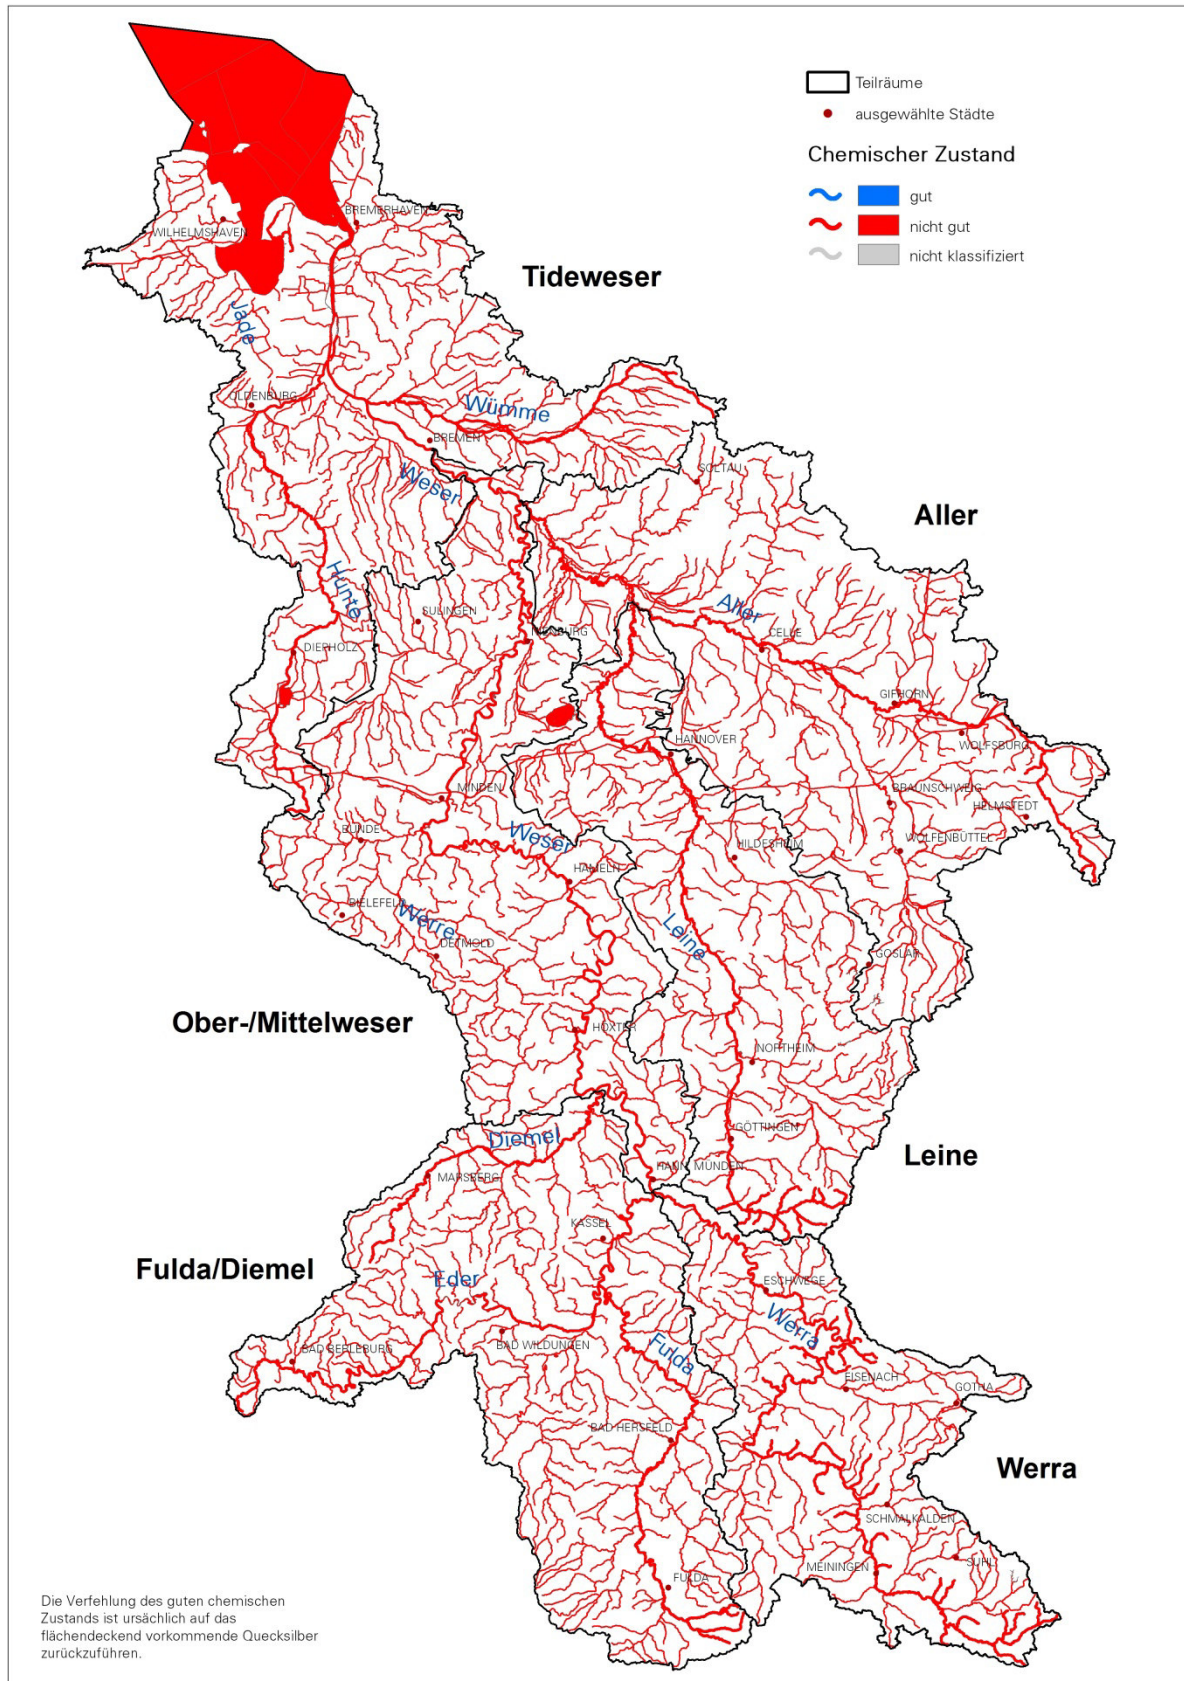 Teilräume
ausgewählte Städte
Chemischer Zustand
gut
nicht gut
nicht klassifiziert
BREMERHAVEN
WILHELMSHAVEN
Tideweser
Jade
OLDENBURG
Wümme
BREMEN
Weser
SOLTAU
Aller
Hunte
Aller
SULINGEN
NIENBURG
CELLE
DIEPHOLZ
GIFHORN
HANNOVER
WOLFSBURG
MINDEN
BRAUNSCHWEIG
HELMSTEDT
BÜNDE
Weser
WOLFENBÜTTEL
HILDESHEIM
HAMELN
BIELEFELD
Werre
Leine
DETMOLD
GOSLAR
Ober-/Mittelweser
HÖXTER
NORTHEIM
Diemel
GÖTTINGEN
Leine
MARSBERG
HANN. MÜNDEN
KASSEL
Fulda/Diemel
Eder
ESCHWEGE
Werra
BAD WILDUNGEN
Fulda
BAD BERLEBURG
EISENACH
GOTHA
BAD HERSFELD
Werra
SCHMALKALDEN
SUHL
MEININGEN
FULDA
Die Verfehlung des guten chemischen
Zustands ist ursächlich auf das
flächendeckend vorkommende Quecksilber
zurückzuführen.